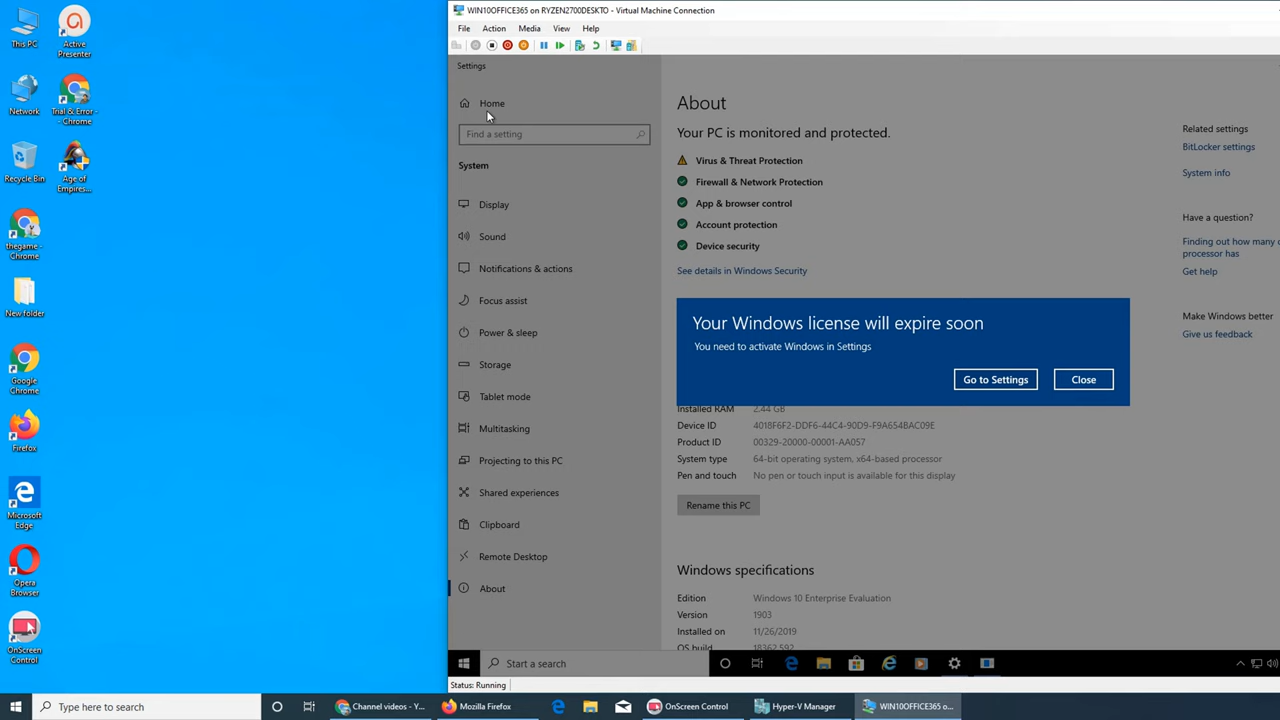 This PC
Active
Presenter
Network
Trial & Error -
- Chrome
Recycle Bin
Age of
Empires...
thegame -
Chrome
New folder
Google
Chrome
Firefox
Microsoft
Edge
Opera
Browser
OnScreen
Control
WIN10OFFICE365 on RYZEN2700DESKTO - Virtual Machine Connection
File Action Media View Help
Settings
Home
Find a setting
System
Display
Sound
Notifications & actions
Focus assist
Power & sleep
Storage
Tablet mode
Multitasking
Projecting to this PC
Shared experiences
Clipboard
Remote Desktop
About
About
Your PC is monitored and protected.
Virus & Threat Protection
Firewall & Network Protection
App & browser control
Account protection
Device security
See details in Windows Security
Your Windows license will expire soon
You need to activate Windows in Settings
Go to Settings Close
Installed RAM 2.44 GB
Device ID 4018F6F2-DDF6-44C4-90D9-F9A654BAC09E
Product ID 00329-20000-00001-AA057
System type 64-bit operating system, x64-based processor
Pen and touch No pen or touch input is available for this display
Rename this PC
Windows specifications
Edition Windows 10 Enterprise Evaluation
Version 1903
Installed on 11/26/2019
OS build 18362.592
Related settings
BitLocker settings
System info
Have a question?
Finding out how many c
processor has
Get help
Make Windows better
Give us feedback
Start a search
Status: Running
Type here to search
Channel videos - Y...
Mozilla Firefox
OnScreen Control
Hyper-V Manager
WIN10OFFICE365 o...